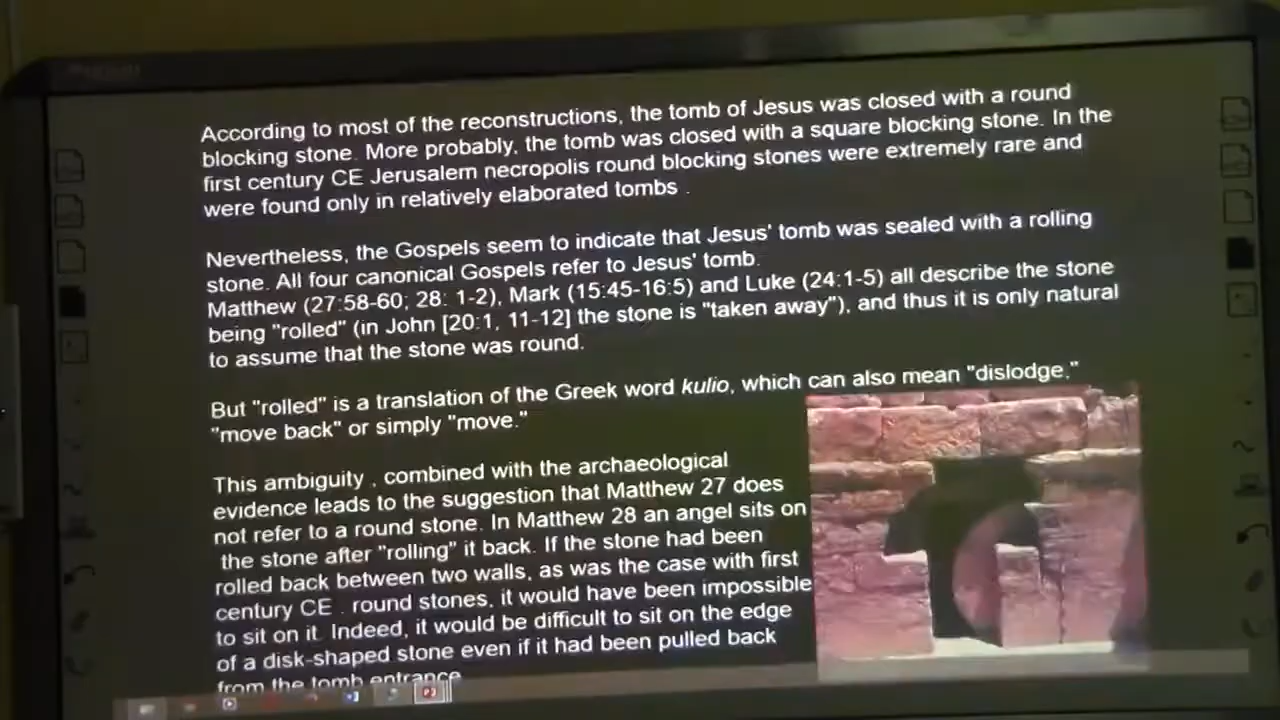 According to most of the reconstructions, the tomb of Jesus was closed with a round
blocking stone. More probably, the tomb was closed with a square blocking stone. In the
first century CE Jerusalem necropolis round blocking stones were extremely rare and
were found only in relatively elaborated tombs .
Nevertheless, the Gospels seem to indicate that Jesus' tomb was sealed with a rolling
stone. All four canonical Gospels refer to Jesus' tomb.
Matthew (27:58-60; 28: 1-2), Mark (15:45-16:5) and Luke (24:1-5) all describe the stone
being "rolled" (in John [20:1, 11-12] the stone is "taken away"), and thus it is only natural
to assume that the stone was round.
But "rolled" is a translation of the Greek word kulio, which can also mean "dislodge."
"move back" or simply "move."
This ambiguity , combined with the archaeological
evidence leads to the suggestion that Matthew 27 does
not refer to a round stone. In Matthew 28 an angel sits on
the stone after "rolling" it back. If the stone had been
rolled back between two walls, as was the case with first
century CE . round stones, it would have been impossible
to sit on it. Indeed, it would be difficult to sit on the edge
of a disk-shaped stone even if it had been pulled back
from the tomb entrance